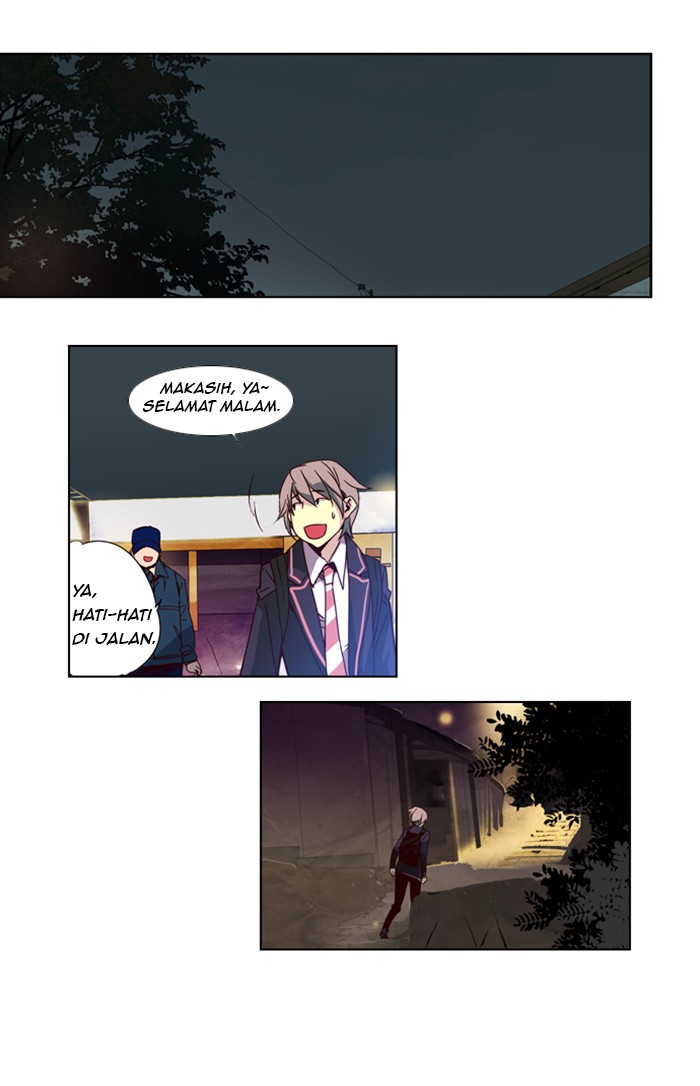 MAKASIH, YA~
SELAMAT MALAM.
YA,
HATI-HATI
DI JALAN.